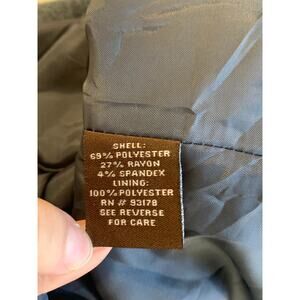 SHELL:
69% POLYESTER
27% RAYON
4% SPANDEX
LINING:
100% POLYESTER
RN # 93178
SEE REVERSE
FOR CARE